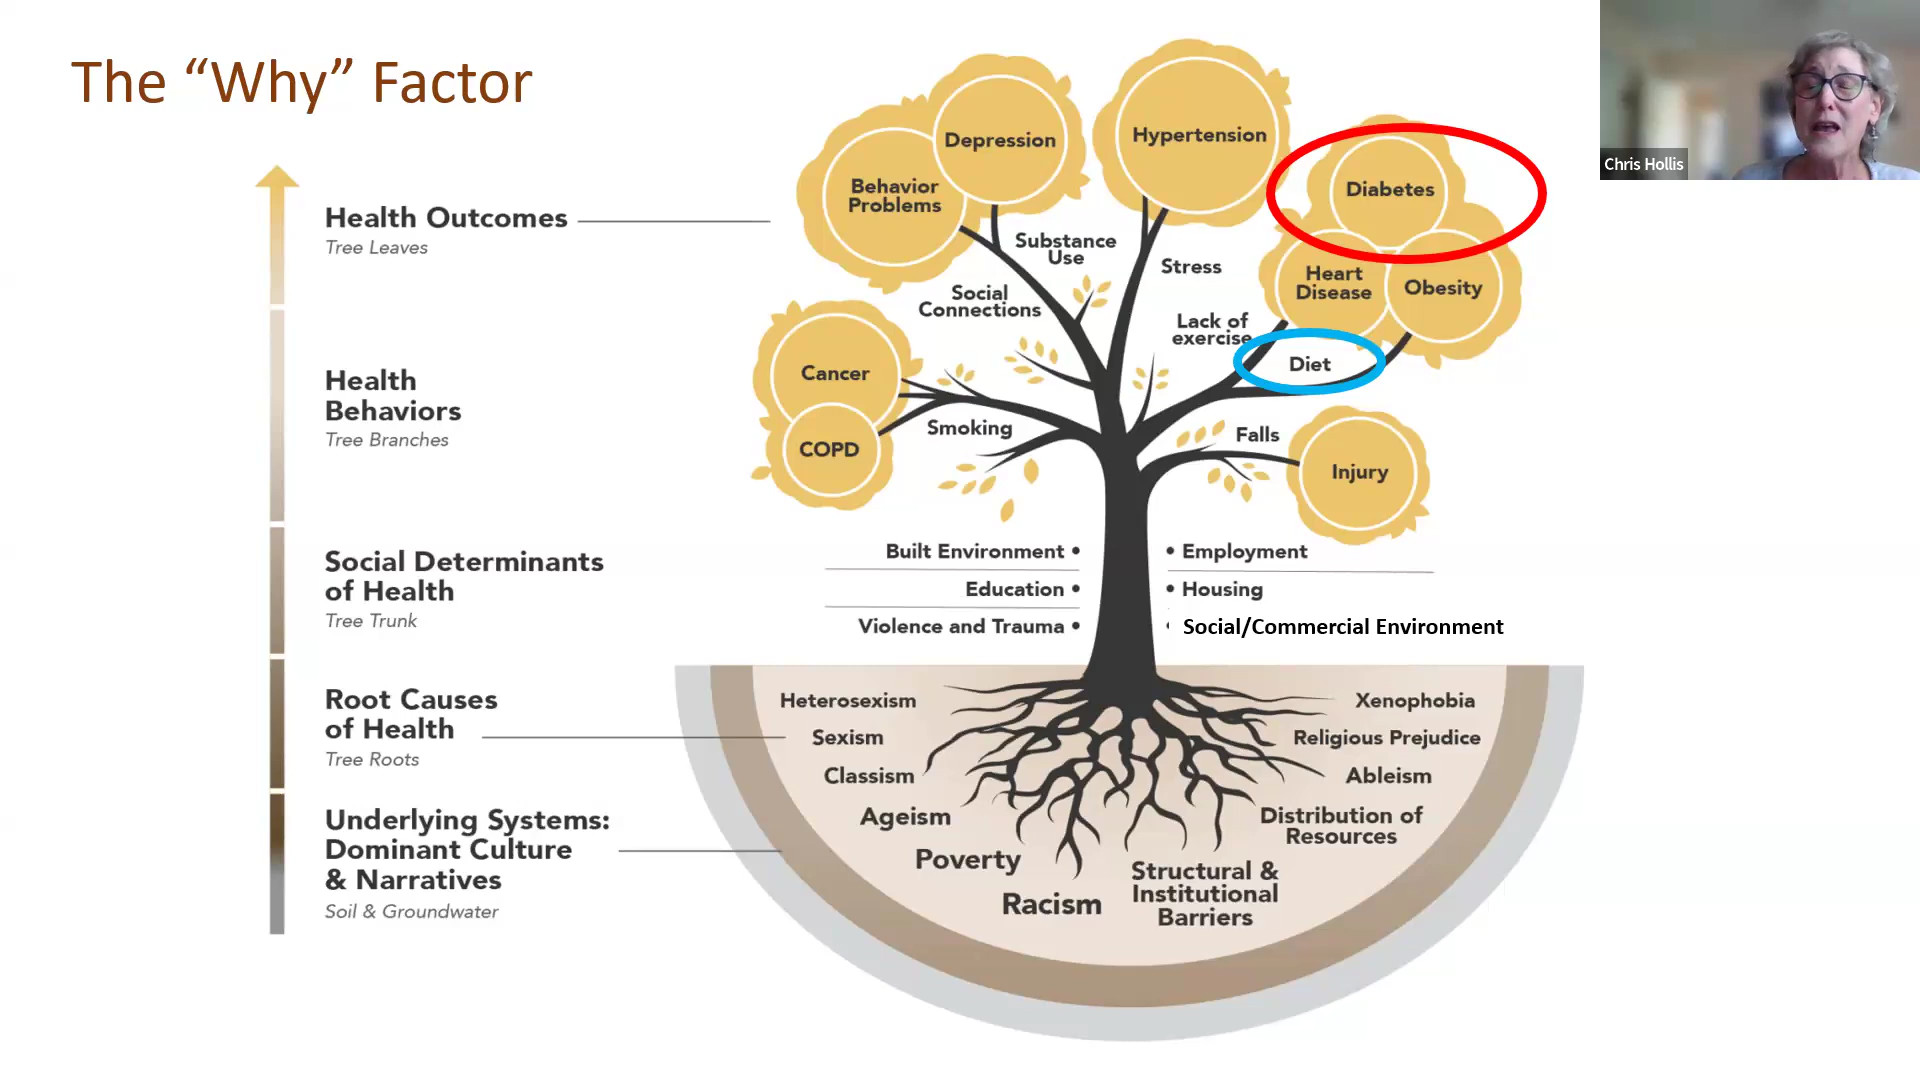 The “Why” Factor
Chris Hollis
Health Outcomes
Tree Leaves
Health
Behaviors
Tree Branches
Social Determinants
of Health
Tree Trunk
Root Causes
of Health
Tree Roots
Underlying Systems:
Dominant Culture
& Narratives
Soil & Groundwater
Behavior
Problems
Depression
Hypertension
Diabetes
Heart
Disease
Obesity
Substance
Use
Social
Connections
Stress
Lack of
exercise
Diet
Cancer
COPD
Smoking
Falls
Injury
Built Environment •
Education •
Violence and Trauma •
• Employment
• Housing
• Social/Commercial Environment
Heterosexism
Sexism
Classism
Ageism
Poverty
Racism
Structural &
Institutional
Barriers
Distribution of
Resources
Ableism
Religious Prejudice
Xenophobia